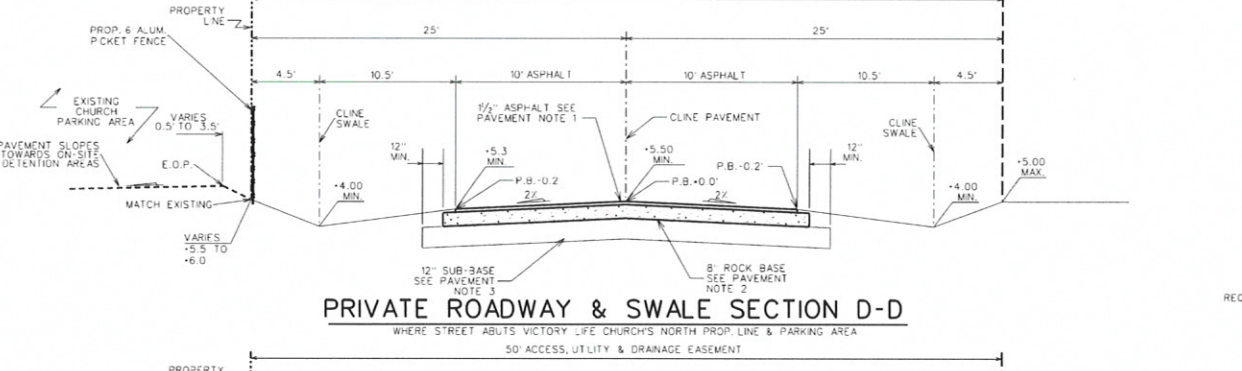 PROPERTY
LINE
PROP. 6' ALUM.
PICKET FENCE
25'
25'
4.5'
10.5'
10' ASPHALT
10' ASPHALT
10.5'
4.5'
EXISTING
CHURCH
PARKING AREA
VARIES
0.5' TO 3.5'
CLINE
SWALE
1½" ASPHALT SEE
PAVEMENT NOTE 1
CLINE PAVEMENT
CLINE
SWALE
PAVEMENT SLOPES
TOWARDS ON-SITE
DETENTION AREAS
E.O.P.
12"
MIN.
+5.3
MIN.
+5.50
MIN.
P.B.-0.2'
12"
MIN.
+5.00
MAX.
P.B.-0.2
P.B.+0.0'
2%
2%
+4.00
MIN.
+4.00
MIN.
MATCH EXISTING
VARIES
+5.5 TO
+6.0
12" SUB-BASE
SEE PAVEMENT
NOTE 3
8" ROCK BASE
SEE PAVEMENT
NOTE 2
PRIVATE ROADWAY & SWALE SECTION D-D
WHERE STREET ABUTS VICTORY LIFE CHURCH'S NORTH PROP. LINE & PARKING AREA
50' ACCESS, UTILITY & DRAINAGE EASEMENT
PROPERTY
REQ